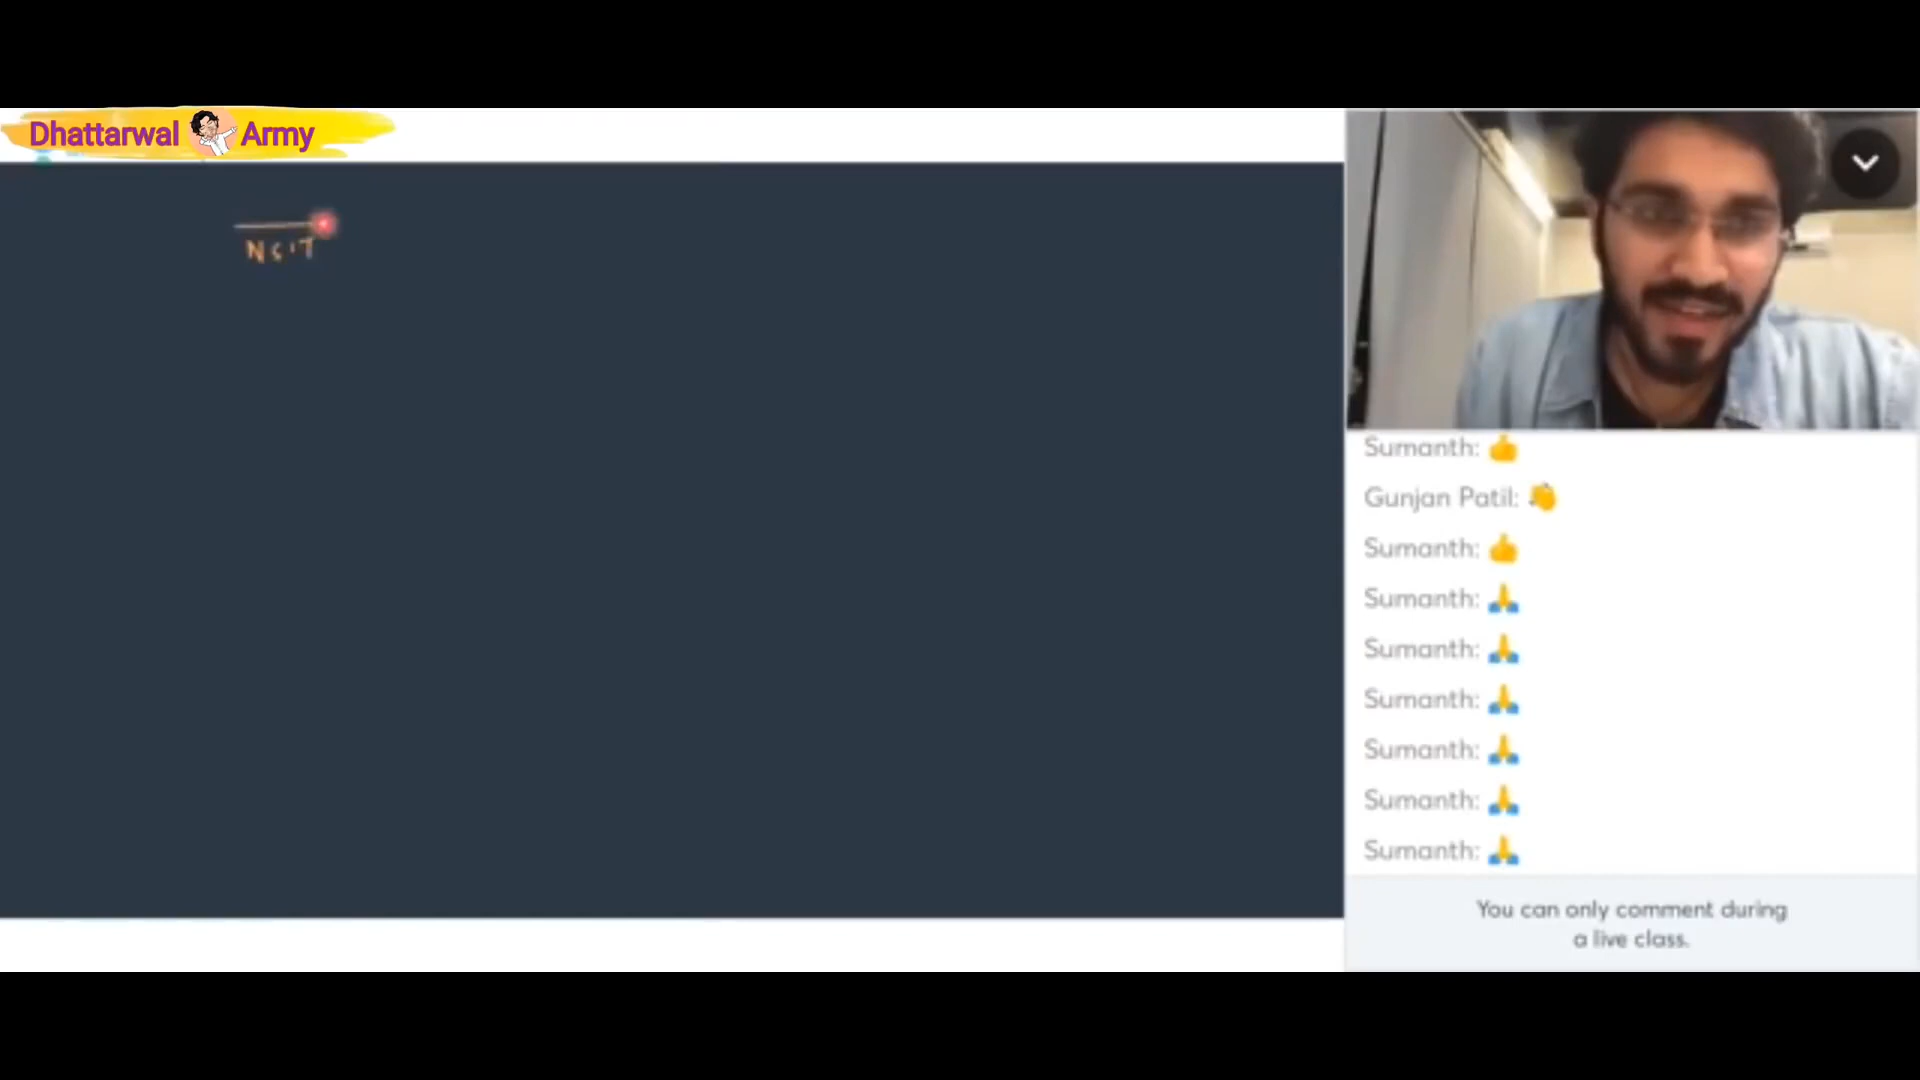 Dhattarwal Army
NSIT
Sumanth: 👍
Gunjan Patil: 👏
Sumanth: 👍
Sumanth: 🙏
Sumanth: 🙏
Sumanth: 🙏
Sumanth: 🙏
Sumanth: 🙏
Sumanth: 🙏
You can only comment during
a live class.